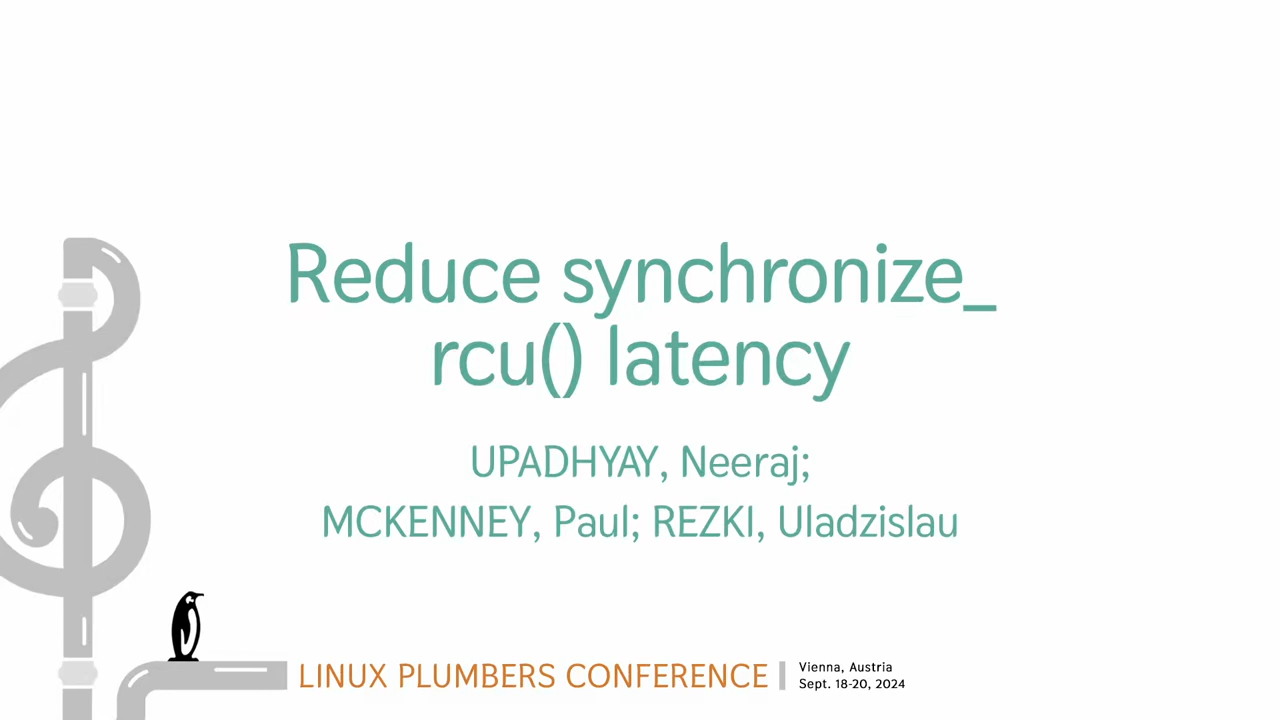 Reduce synchronize_
rcu() latency
UPADHYAY, Neeraj;
MCKENNEY, Paul; REZKI, Uladzislau
LINUX PLUMBERS CONFERENCE
Vienna, Austria
Sept. 18-20, 2024